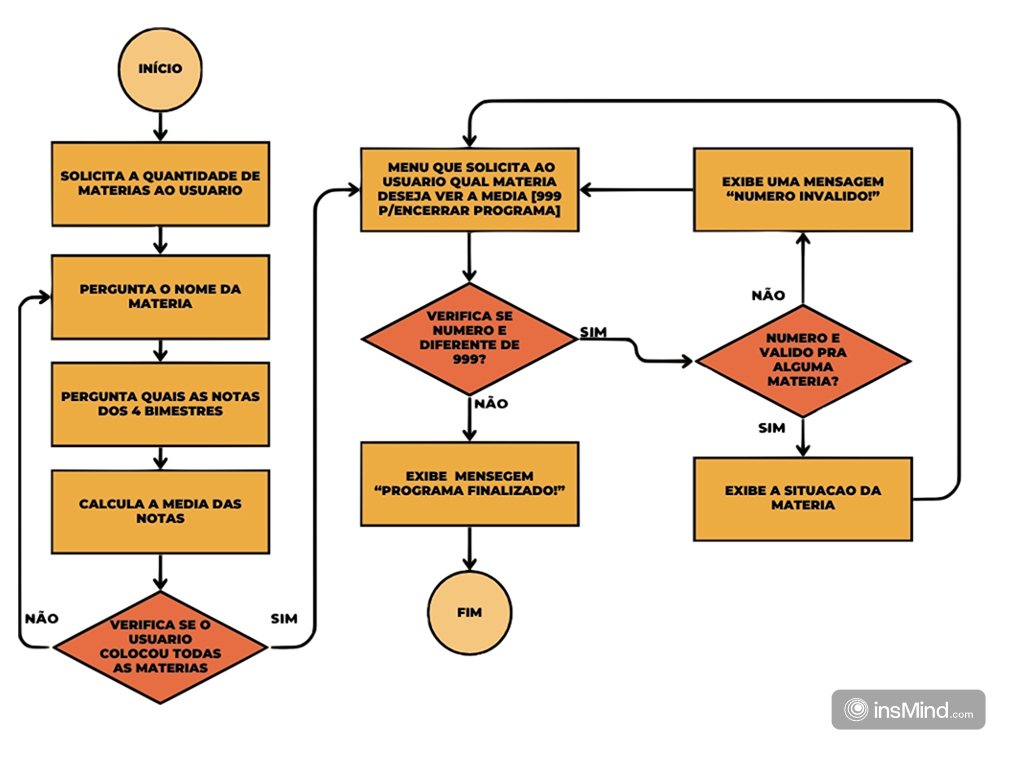 INÍCIO
SOLICITA A QUANTIDADE DE
MATERIAS AO USUARIO
PERGUNTA O NOME DA
MATERIA
PERGUNTA QUAIS AS NOTAS
DOS 4 BIMESTRES
CALCULA A MEDIA DAS
NOTAS
NÃO
SIM
VERIFICA SE O
USUARIO
COLOCOU TODAS
AS MATERIAS
MENU QUE SOLICITA AO
USUARIO QUAL MATERIA
DESEJA VER A MEDIA [999
P/ENCERRAR PROGRAMA]
VERIFICA SE
NUMERO E
DIFERENTE DE
999?
SIM
NÃO
EXIBE MENSEGEM
“PROGRAMA FINALIZADO!”
FIM
EXIBE UMA MENSAGEM
“NUMERO INVALIDO!”
NÃO
NUMERO E
VALIDO PRA
ALGUMA
MATERIA?
SIM
EXIBE A SITUACAO DA
MATERIA
insMind.com